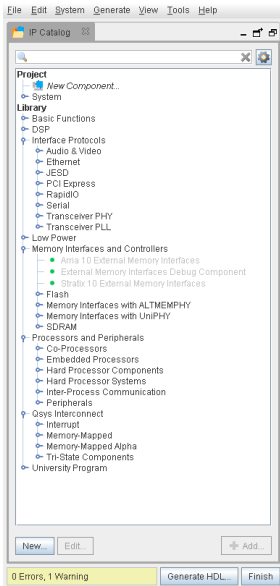 File Edit System Generate View Tools Help
IP Catalog
Project
New Component...
System
Library
Basic Functions
DSP
Interface Protocols
Audio & Video
Ethernet
JESD
PCI Express
RapidIO
Serial
Transceiver PHY
Transceiver PLL
Low Power
Memory Interfaces and Controllers
Arria 10 External Memory Interfaces
External Memory Interfaces Debug Component
Stratix 10 External Memory Interfaces
Flash
Memory Interfaces with ALTMEMPHY
Memory Interfaces with UniPHY
SDRAM
Processors and Peripherals
Co-Processors
Embedded Processors
Hard Processor Components
Hard Processor Systems
Inter-Process Communication
Peripherals
Qsys Interconnect
Interrupt
Memory-Mapped
Memory-Mapped Alpha
Tri-State Components
University Program
New... Edit... Add...
0 Errors, 1 Warning Generate HDL... Finish